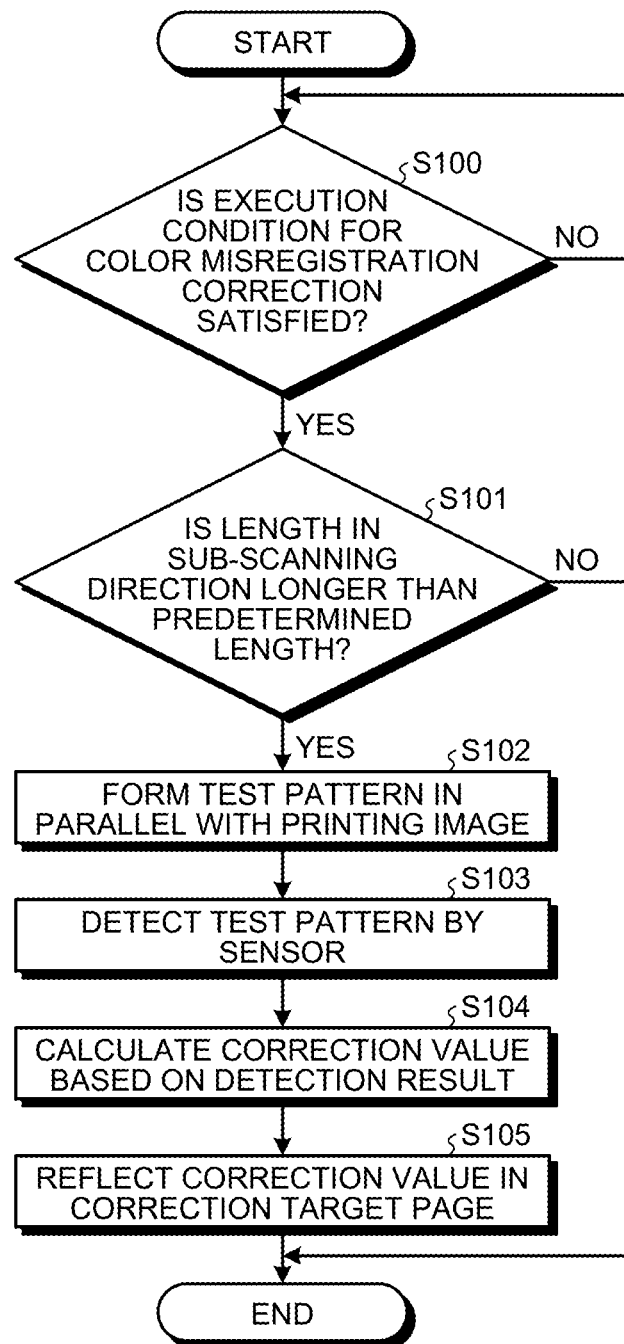 START
S100
IS EXECUTION
CONDITION FOR
COLOR MISREGISTRATION
CORRECTION
SATISFIED?
NO
YES
S101
IS LENGTH IN
SUB-SCANNING
DIRECTION LONGER THAN
PREDETERMINED
LENGTH?
NO
YES
S102
FORM TEST PATTERN IN
PARALLEL WITH PRINTING IMAGE
S103
DETECT TEST PATTERN BY
SENSOR
S104
CALCULATE CORRECTION VALUE
BASED ON DETECTION RESULT
S105
REFLECT CORRECTION VALUE IN
CORRECTION TARGET PAGE
END